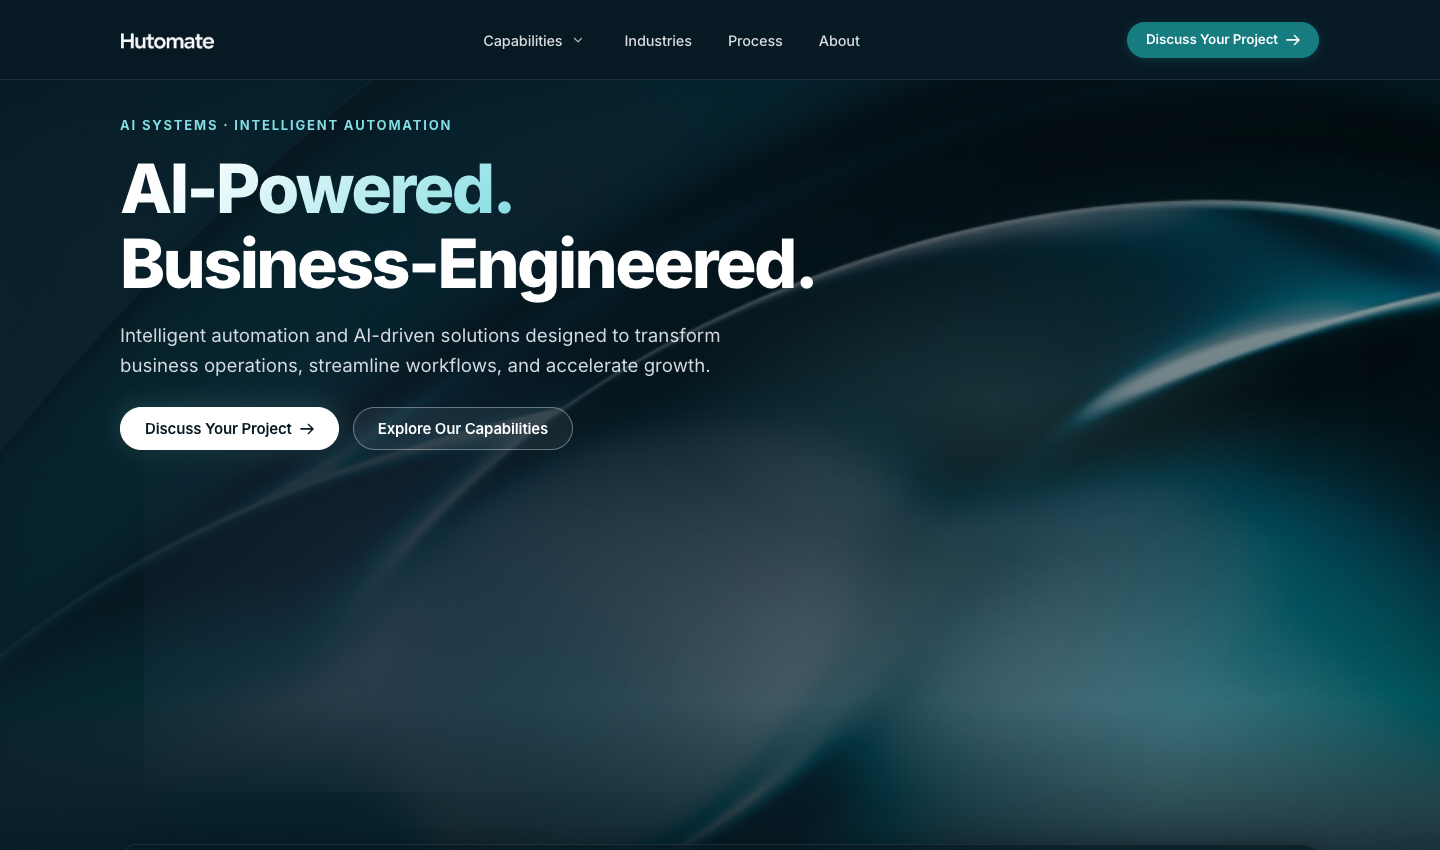 Hutomate
Capabilities
Industries
Process
About
Discuss Your Project →
AI SYSTEMS · INTELLIGENT AUTOMATION
AI-Powered.
Business-Engineered.
Intelligent automation and AI-driven solutions designed to transform
business operations, streamline workflows, and accelerate growth.
Discuss Your Project →
Explore Our Capabilities